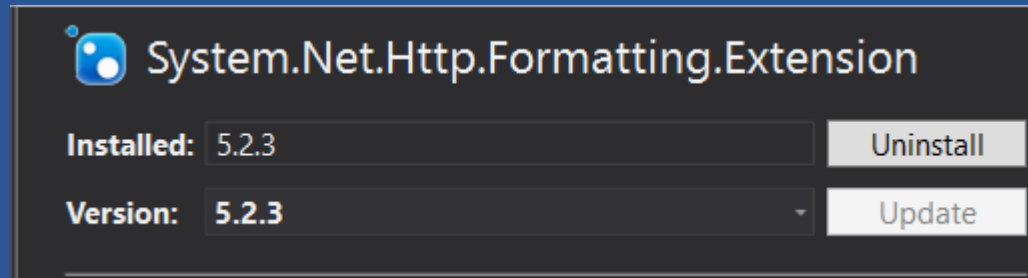 System.Net.Http.Formatting.Extension
Installed: 5.2.3 Uninstall
Version: 5.2.3 Update